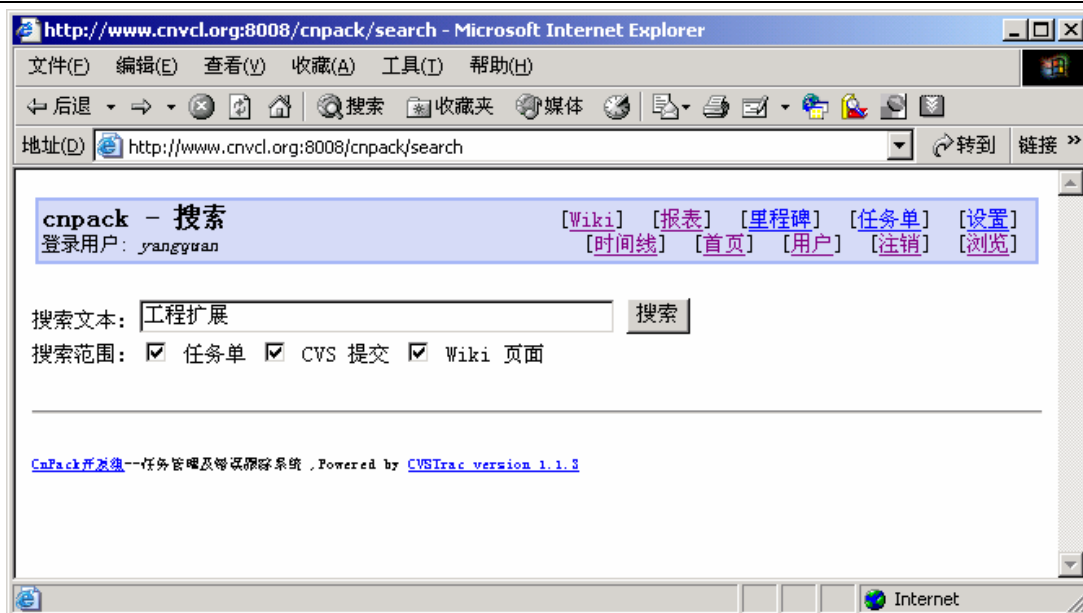 http://www.cnvcl.org:8008/cnpack/search - Microsoft Internet Explorer
文件(F) 编辑(E) 查看(V) 收藏(A) 工具(T) 帮助(H)
后退 搜索 收藏夹 媒体
地址(D) http://www.cnvcl.org:8008/cnpack/search 转到 链接 »
cnpack - 搜索 [Wiki] [报表] [里程碑] [任务单] [设置]
登录用户: yangyuan [时间线] [首页] [用户] [注销] [浏览]
搜索文本: 工程扩展 搜索
搜索范围: 任务单 CVS 提交 Wiki 页面
CnPack开发组--任务管理及错误跟踪系统 ,Powered by CVSTrac version 1.1.3
Internet